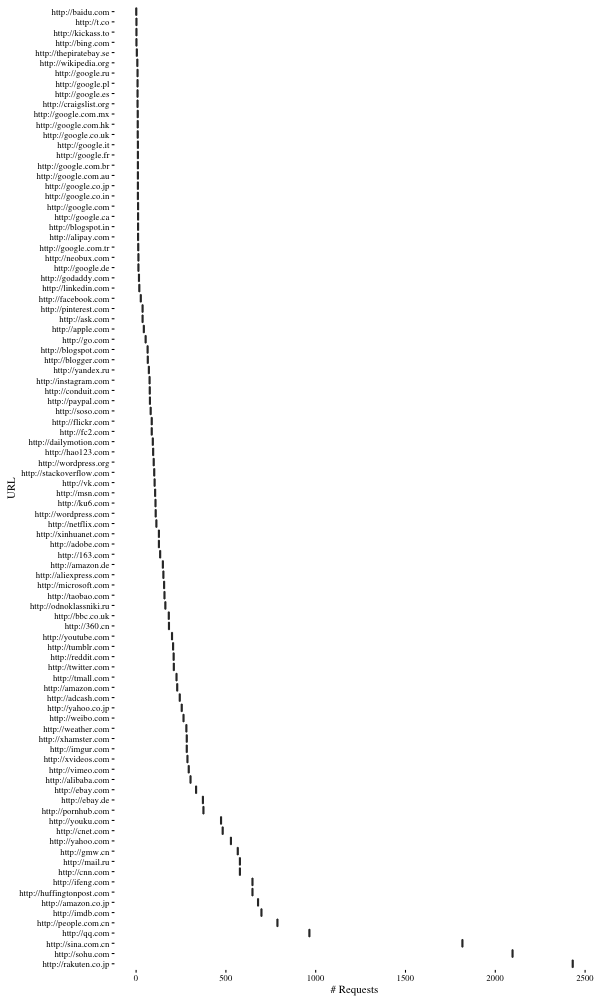 http://baidu.com
http://t.co
http://kickass.to
http://bing.com
http://thepiratebay.se
http://wikipedia.org
http://google.ru
http://google.pl
http://google.es
http://craigslist.org
http://google.com.mx
http://google.com.hk
http://google.co.uk
http://google.it
http://google.fr
http://google.com.br
http://google.com.au
http://google.co.jp
http://google.co.in
http://google.com
http://google.ca
http://blogspot.in
http://alipay.com
http://google.com.tr
http://neobux.com
http://google.de
http://godaddy.com
http://linkedin.com
http://facebook.com
http://pinterest.com
http://ask.com
http://apple.com
http://go.com
http://blogspot.com
http://blogger.com
http://yandex.ru
http://instagram.com
http://conduit.com
http://paypal.com
http://soso.com
http://flickr.com
http://fc2.com
http://dailymotion.com
http://hao123.com
http://wordpress.org
http://stackoverflow.com
http://vk.com
URL
http://msn.com
http://ku6.com
http://wordpress.com
http://netflix.com
http://xinhuanet.com
http://adobe.com
http://163.com
http://amazon.de
http://aliexpress.com
http://microsoft.com
http://taobao.com
http://odnoklassniki.ru
http://bbc.co.uk
http://360.cn
http://youtube.com
http://tumblr.com
http://reddit.com
http://twitter.com
http://tmall.com
http://amazon.com
http://adcash.com
http://yahoo.co.jp
http://weibo.com
http://weather.com
http://xhamster.com
http://imgur.com
http://xvideos.com
http://vimeo.com
http://alibaba.com
http://ebay.com
http://ebay.de
http://pornhub.com
http://youku.com
http://cnet.com
http://yahoo.com
http://gmw.cn
http://mail.ru
http://cnn.com
http://ifeng.com
http://huffingtonpost.com
http://amazon.co.jp
http://imdb.com
http://people.com.cn
http://qq.com
http://sina.com.cn
http://sohu.com
http://rakuten.co.jp
0 500 1000 1500 2000 2500
# Requests